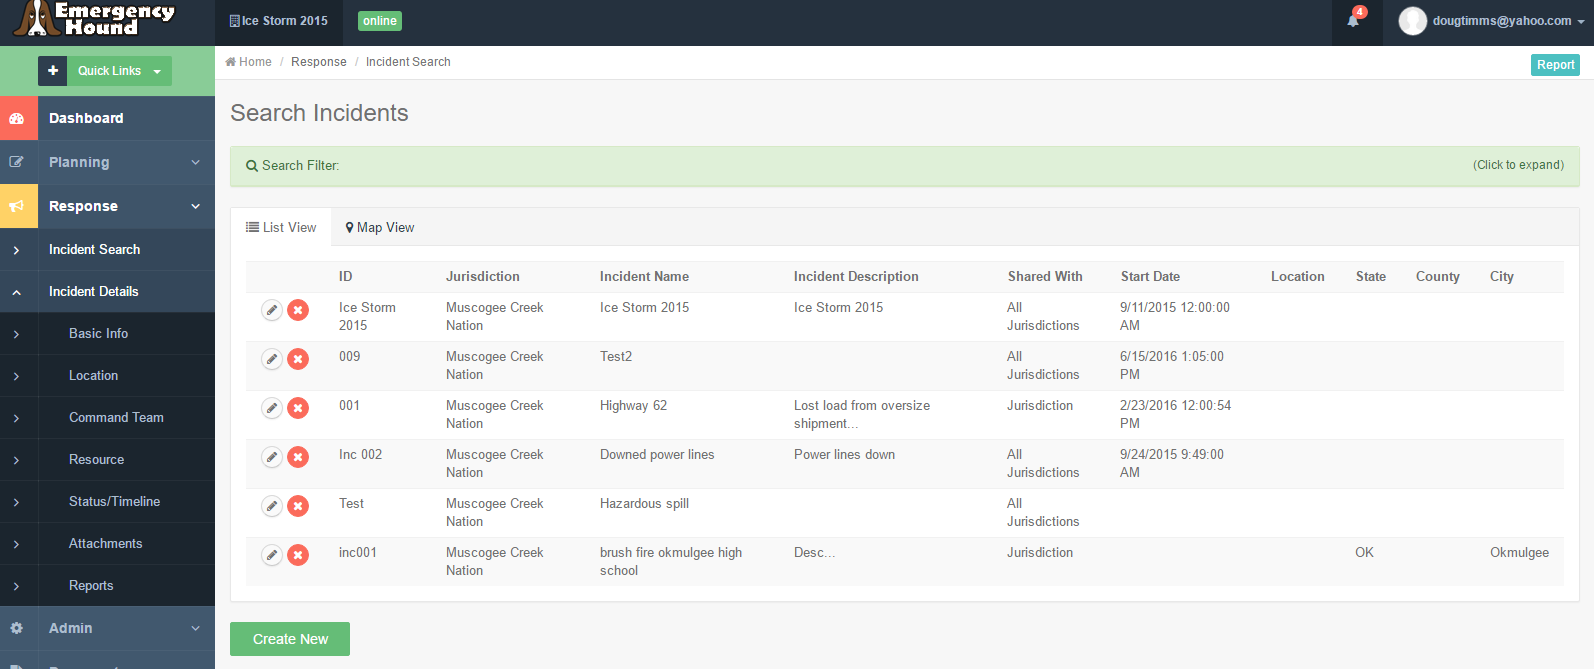 Emergency
Hound
Ice Storm 2015
online
4
dougtimms@yahoo.com
Quick Links
Home / Response / Incident Search
Report
Dashboard
Planning
Response
Incident Search
Incident Details
Basic Info
Location
Command Team
Resource
Status/Timeline
Attachments
Reports
Admin
Search Incidents
Search Filter:
(Click to expand)
List View
Map View
ID Jurisdiction Incident Name Incident Description Shared With Start Date Location State County City
Ice Storm Muscogee Creek Ice Storm 2015 Ice Storm 2015 All 9/11/2015 12:00:00
2015 Nation Jurisdictions AM
009 Muscogee Creek Test2 All 6/15/2016 1:05:00
Nation Jurisdictions PM
001 Muscogee Creek Highway 62 Lost load from oversize Jurisdiction 2/23/2016 12:00:54
Nation shipment... PM
Inc 002 Muscogee Creek Downed power lines Power lines down All 9/24/2015 9:49:00
Nation Jurisdictions AM
Test Muscogee Creek Hazardous spill All
Nation Jurisdictions
inc001 Muscogee Creek brush fire okmulgee high Desc... Jurisdiction OK Okmulgee
Nation school
Create New